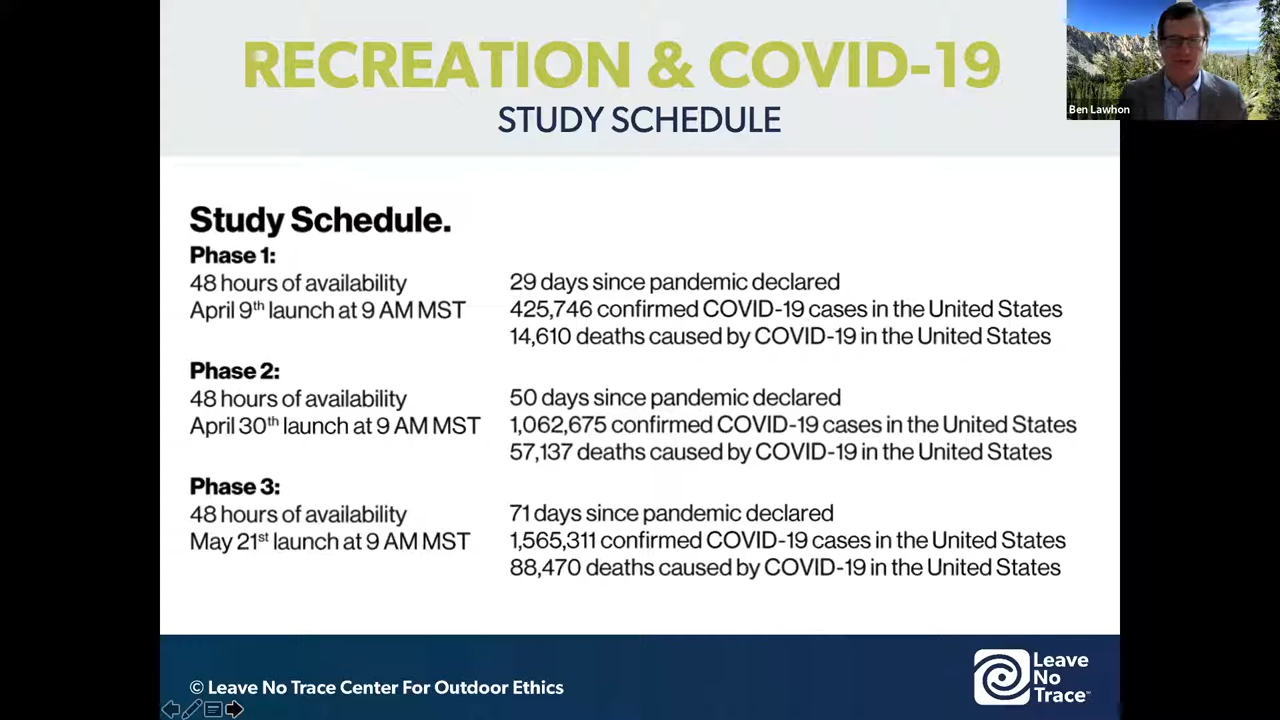 RECREATION & COVID-19
STUDY SCHEDULE
Ben Lawhon
Study Schedule.
Phase 1:
48 hours of availability
29 days since pandemic declared
April 9th launch at 9 AM MST
425,746 confirmed COVID-19 cases in the United States
14,610 deaths caused by COVID-19 in the United States
Phase 2:
48 hours of availability
50 days since pandemic declared
April 30th launch at 9 AM MST
1,062,675 confirmed COVID-19 cases in the United States
57,137 deaths caused by COVID-19 in the United States
Phase 3:
48 hours of availability
71 days since pandemic declared
May 21st launch at 9 AM MST
1,565,311 confirmed COVID-19 cases in the United States
88,470 deaths caused by COVID-19 in the United States
© Leave No Trace Center For Outdoor Ethics
Leave
No
Trace™